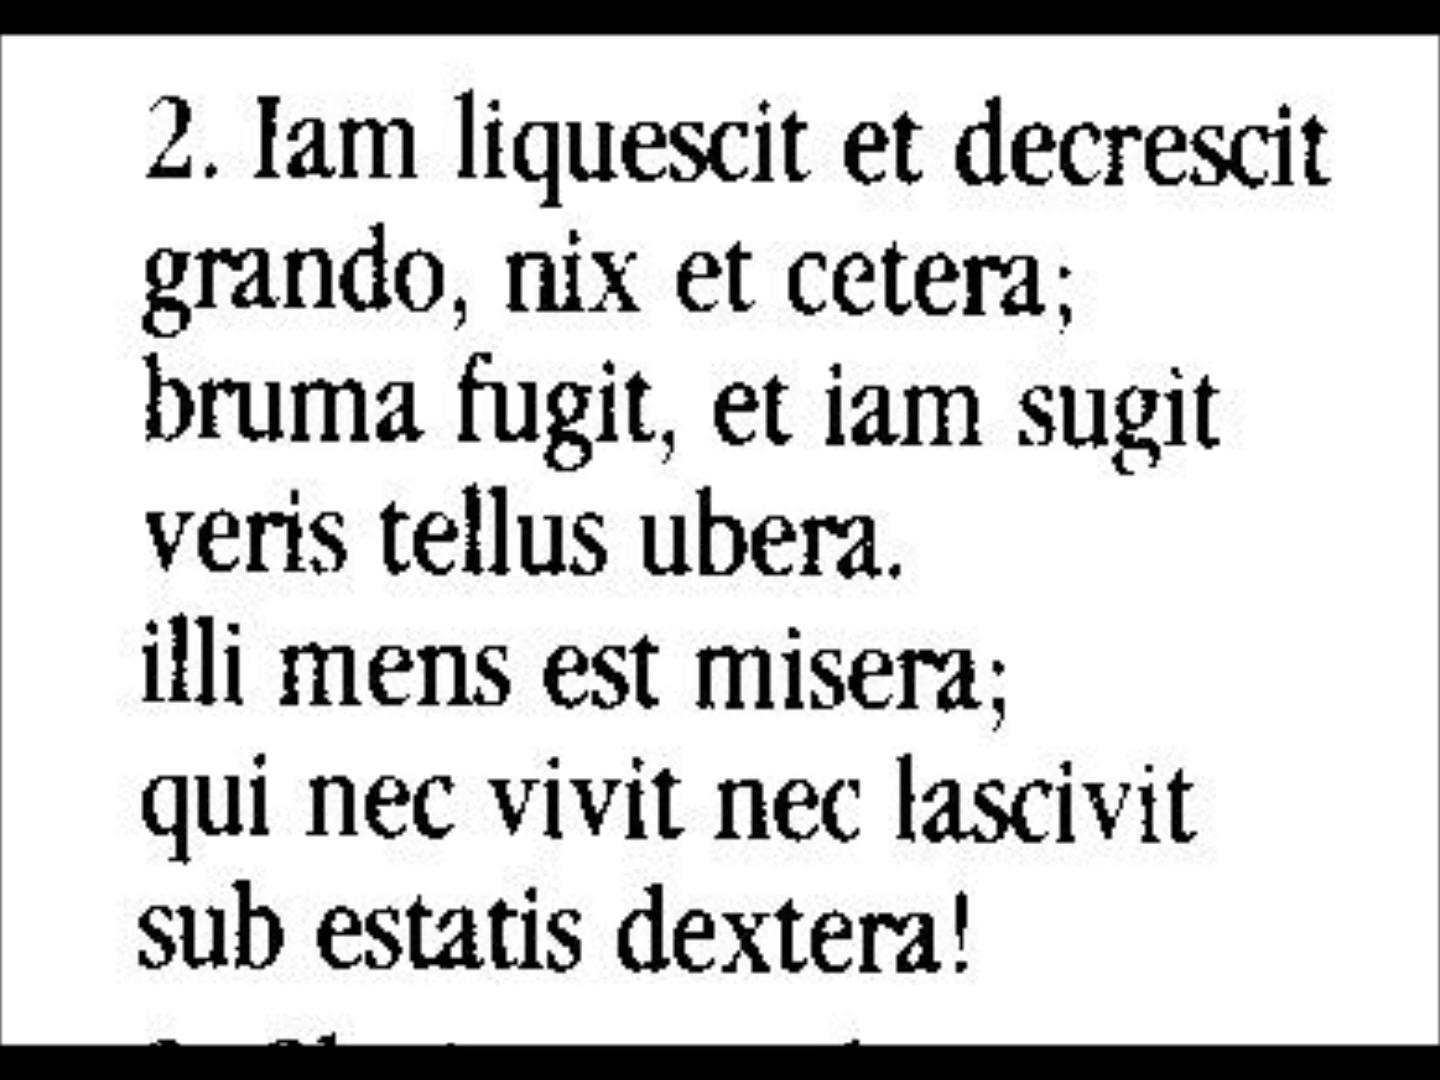 2. Iam liquescit et decrescit
grando, nix et cetera;
bruma fugit, et iam sugit
veris tellus ubera.
illi mens est misera;
qui nec vivit nec lascivit
sub estatis dextera!